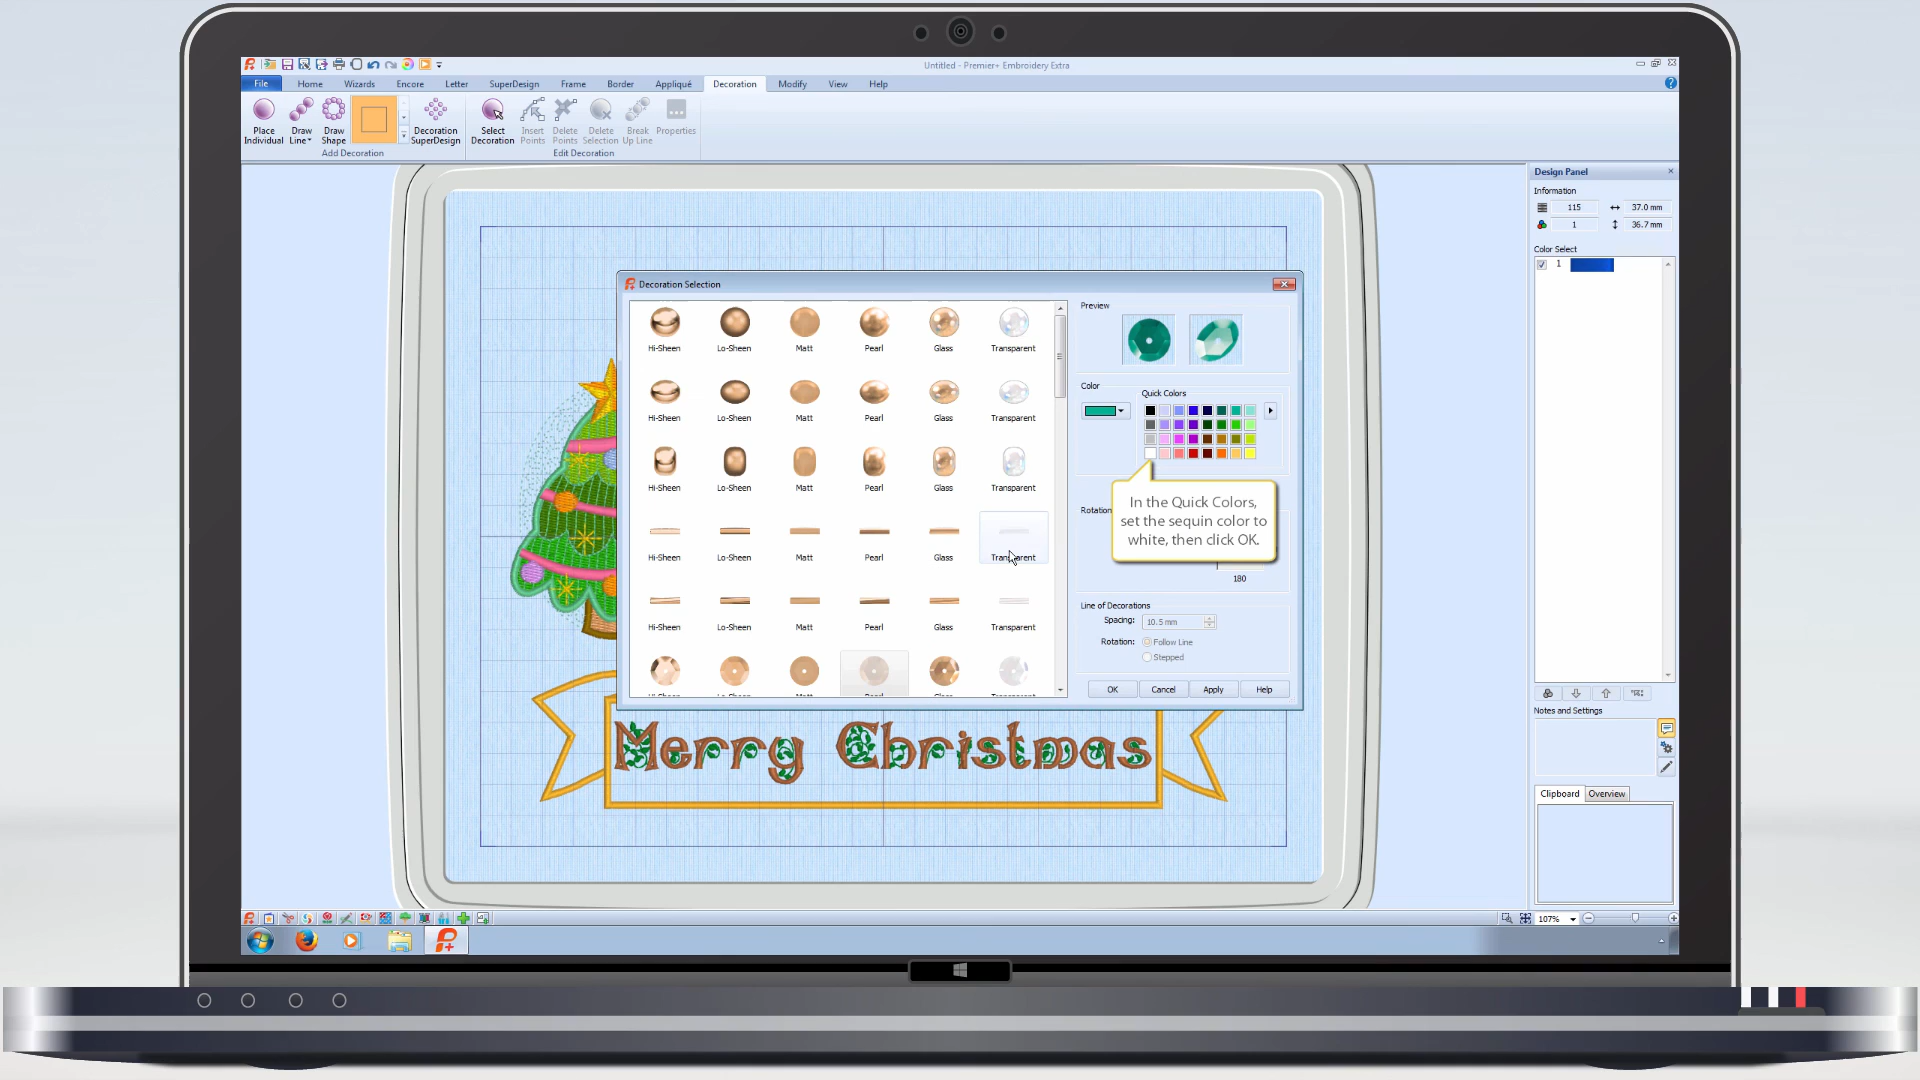 Untitled - Premier+ Embroidery Extra
File Home Wizards Encore Letter SuperDesign Frame Border Appliqué Decoration Modify View Help
Place Individual
Draw Line
Draw Shape
Decoration SuperDesign
Select Decoration
Insert Points
Delete Points
Delete Selection
Break Up Line
Properties
Add Decoration
Edit Decoration
Design Panel
Information
115 37.0 mm
1 36.7 mm
Color Select
1
Decoration Selection
Hi-Sheen Lo-Sheen Matt Pearl Glass Transparent
Hi-Sheen Lo-Sheen Matt Pearl Glass Transparent
Hi-Sheen Lo-Sheen Matt Pearl Glass Transparent
Hi-Sheen Lo-Sheen Matt Pearl Glass Transparent
Hi-Sheen Lo-Sheen Matt Pearl Glass Transparent
Preview
Color
Quick Colors
Rotation
In the Quick Colors,
set the sequin color to
white, then click OK.
180
Line of Decorations
Spacing: 10.5 mm
Rotation: Follow Line
Stepped
OK Cancel Apply Help
Merry Christmas
Notes and Settings
Clipboard Overview
107%